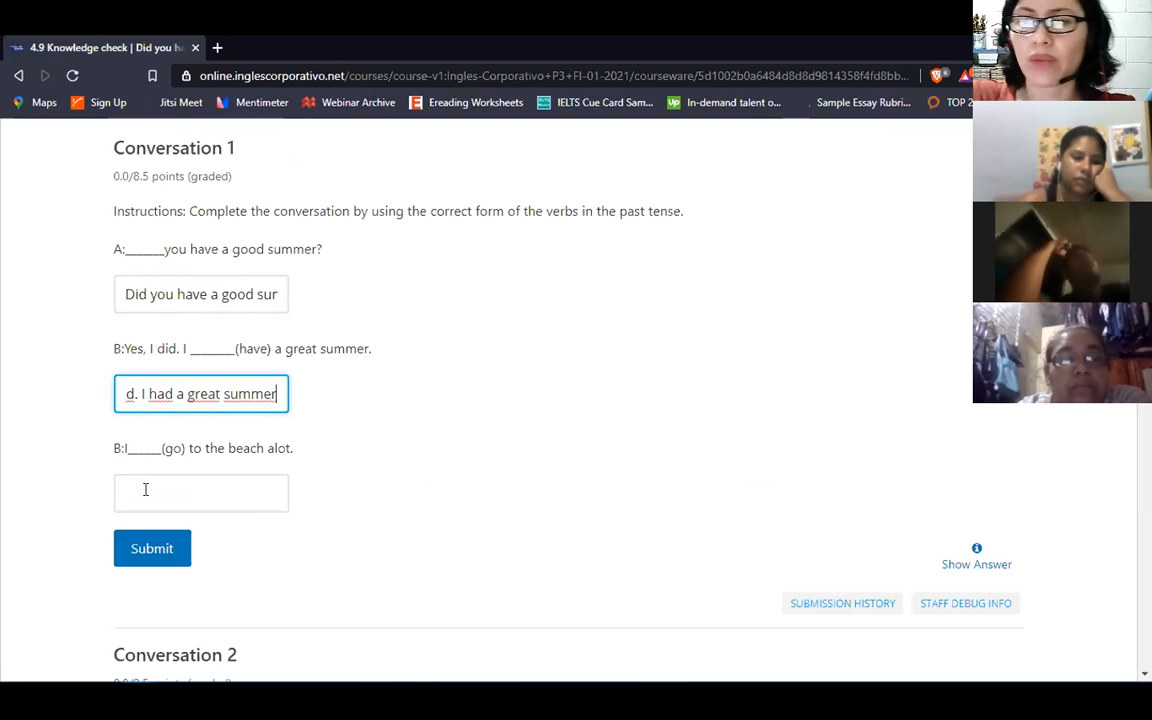 4.9 Knowledge check | Did you ha
online.inglescorporativo.net/courses/course-v1:Ingles-Corporativo+P3+FI-01-2021/courseware/5d1002b0a6484d8d8d9814358f4fd8bb...
6
Maps
Sign Up
Jitsi Meet
Mentimeter
Webinar Archive
Ereading Worksheets
IELTS Cue Card Sam...
In-demand talent o...
Sample Essay Rubri...
TOP 2
Conversation 1
0.0/8.5 points (graded)
Instructions: Complete the conversation by using the correct form of the verbs in the past tense.
A:______you have a good summer?
Did you have a good sur
B:Yes, I did. I _______(have) a great summer.
d. I had a great summer
B:I_____(go) to the beach alot.
Submit
Show Answer
SUBMISSION HISTORY
STAFF DEBUG INFO
Conversation 2